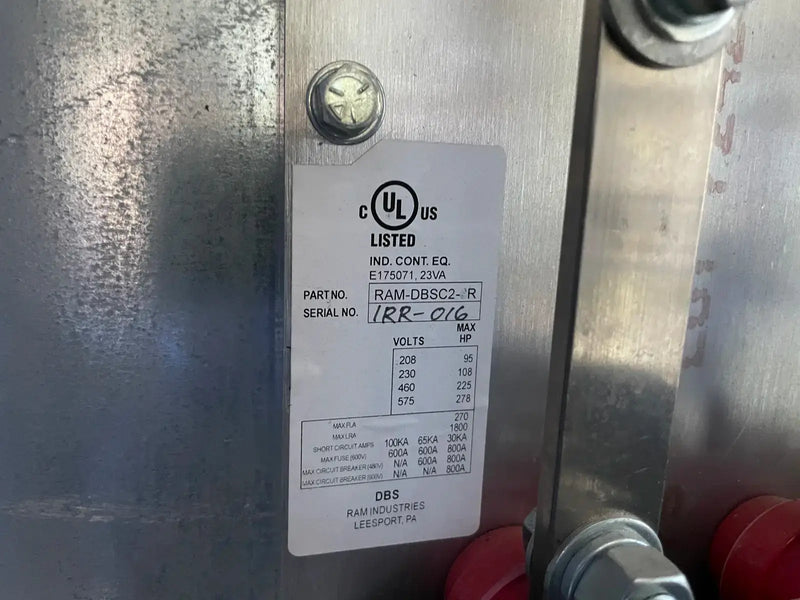 C UL US
LISTED
IND. CONT. EQ.
E175071, 23VA
PART NO. RAM-DBSC2- R
SERIAL NO. 1RR-016
VOLTS MAX HP
208 95
230 108
460 225
575 278
MAX FLA 270
MAX LRA 1800
SHORT CIRCUIT AMPS 100KA 65KA 30KA
MAX FUSE (600V) 600A 600A 800A
MAX CIRCUIT BREAKER (480V) N/A 600A 800A
MAX CIRCUIT BREAKER (600V) N/A N/A 800A
DBS
RAM INDUSTRIES
LEESPORT, PA